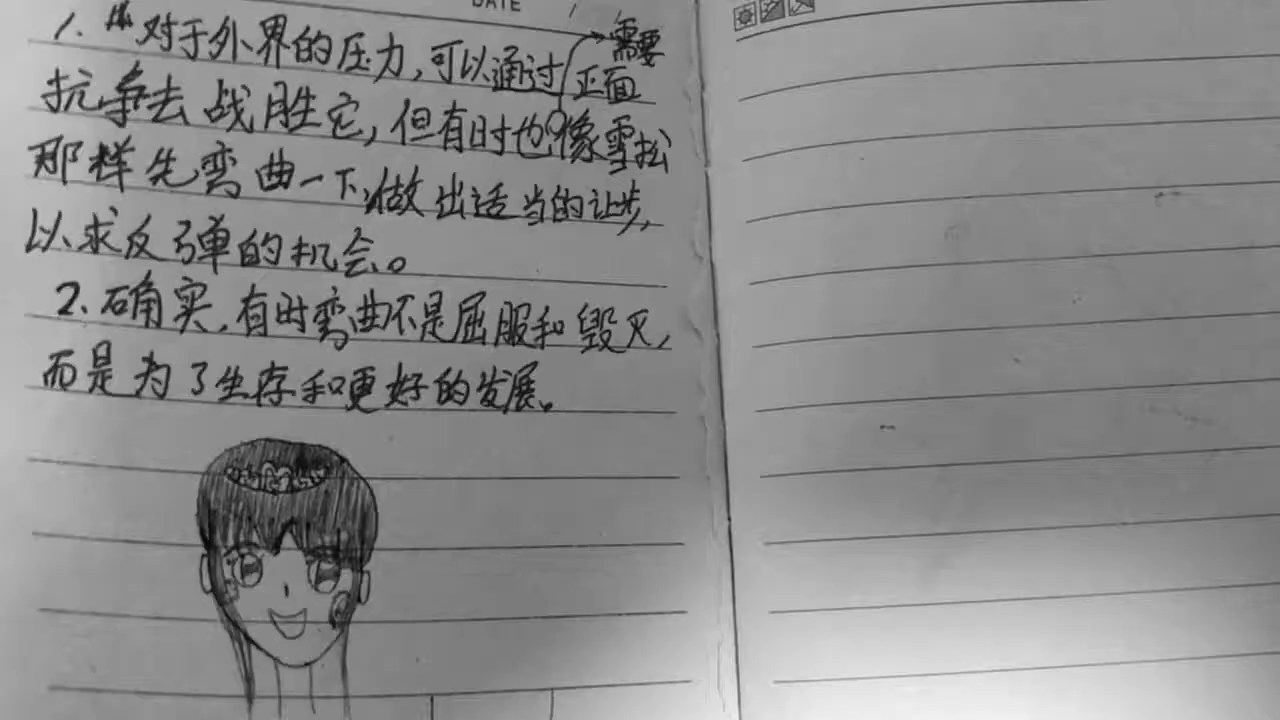 DATE / /
1. 对于外界的压力,可以通过正面
需要
抗争去战胜它,但有时也像雪松
那样先弯曲一下,做出适当的让步,
以求反弹的机会。
2. 确实,有时弯曲不是屈服和毁灭,
而是为了生存和更好的发展。